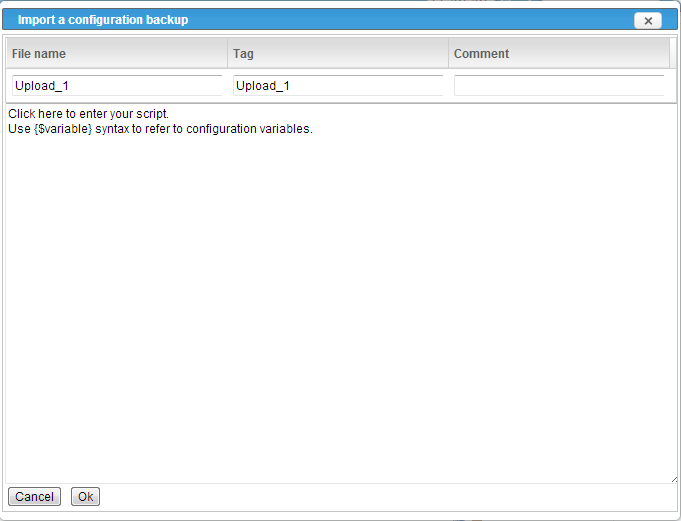 Import a configuration backup
File name Tag Comment
Upload_1 Upload_1
Click here to enter your script.
Use {$variable} syntax to refer to configuration variables.
Cancel Ok